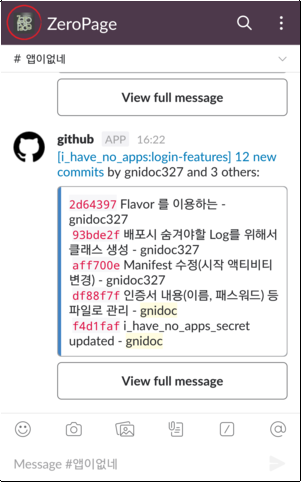 ZeroPage
# 앱이없네
View full message
github APP 16:22
[i_have_no_apps:login-features] 12 new
commits by gnidoc327 and 3 others:
2d64397 Flavor 를 이용하는 -
gnidoc327
93bde2f 배포시 숨겨야할 Log를 위해서
클래스 생성 - gnidoc327
aff700e Manifest 수정(시작 액티비티
변경) - gnidoc327
df88f7f 인증서 내용(이름, 패스워드) 등
파일로 관리 - gnidoc
f4d1faf i_have_no_apps_secret
updated - gnidoc
View full message
Message #앱이없네